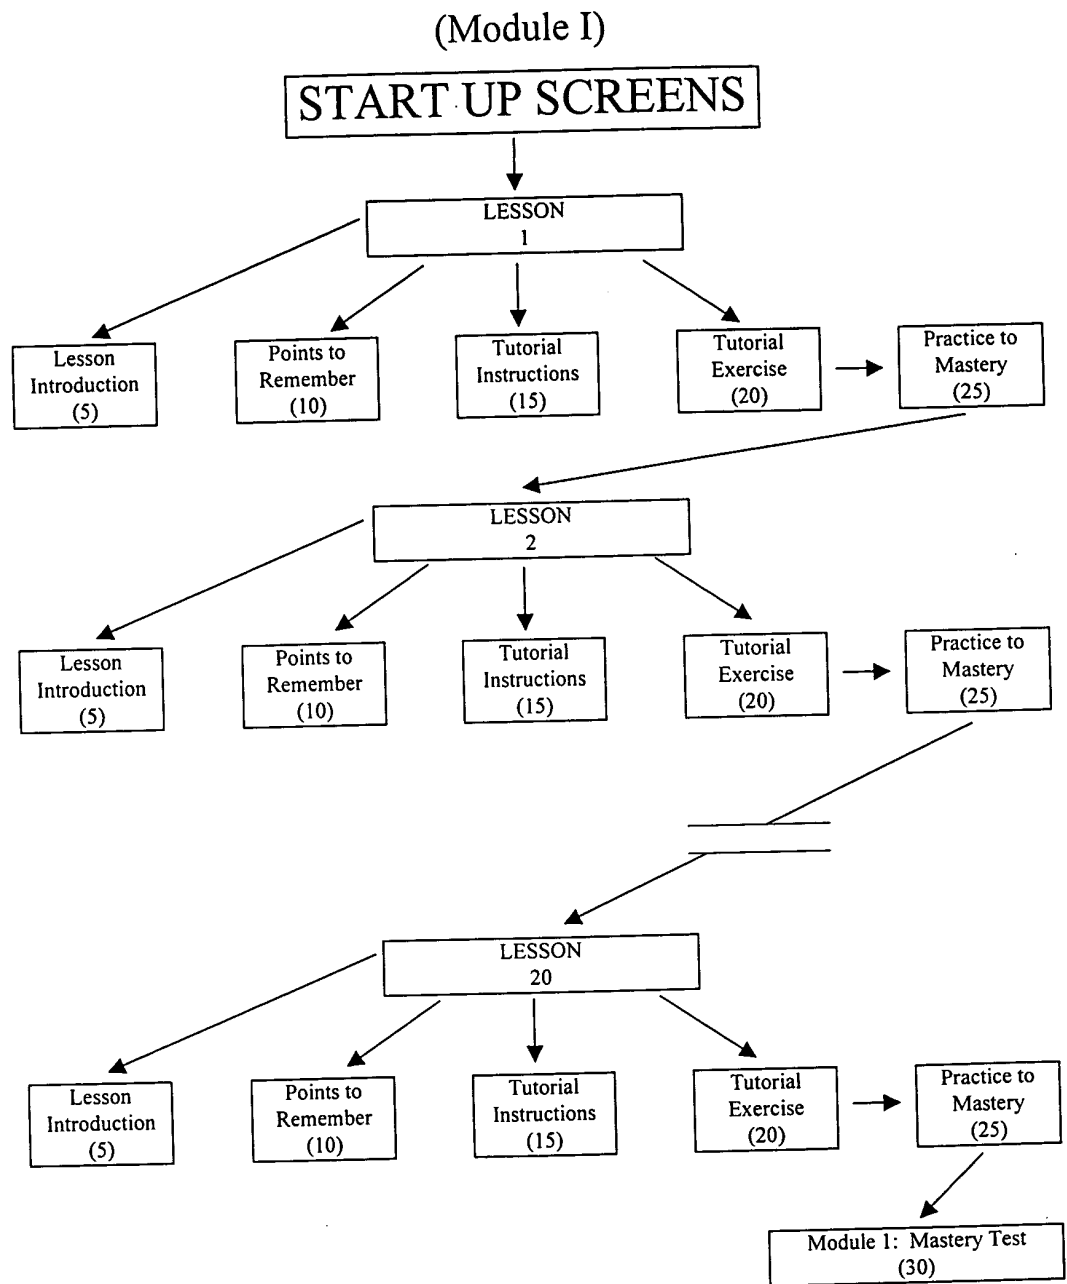 (Module I)
START UP SCREENS
LESSON
1
Lesson
Introduction
(5)
Points to
Remember
(10)
Tutorial
Instructions
(15)
Tutorial
Exercise
(20)
Practice to
Mastery
(25)
LESSON
2
Lesson
Introduction
(5)
Points to
Remember
(10)
Tutorial
Instructions
(15)
Tutorial
Exercise
(20)
Practice to
Mastery
(25)
LESSON
20
Lesson
Introduction
(5)
Points to
Remember
(10)
Tutorial
Instructions
(15)
Tutorial
Exercise
(20)
Practice to
Mastery
(25)
Module 1: Mastery Test
(30)